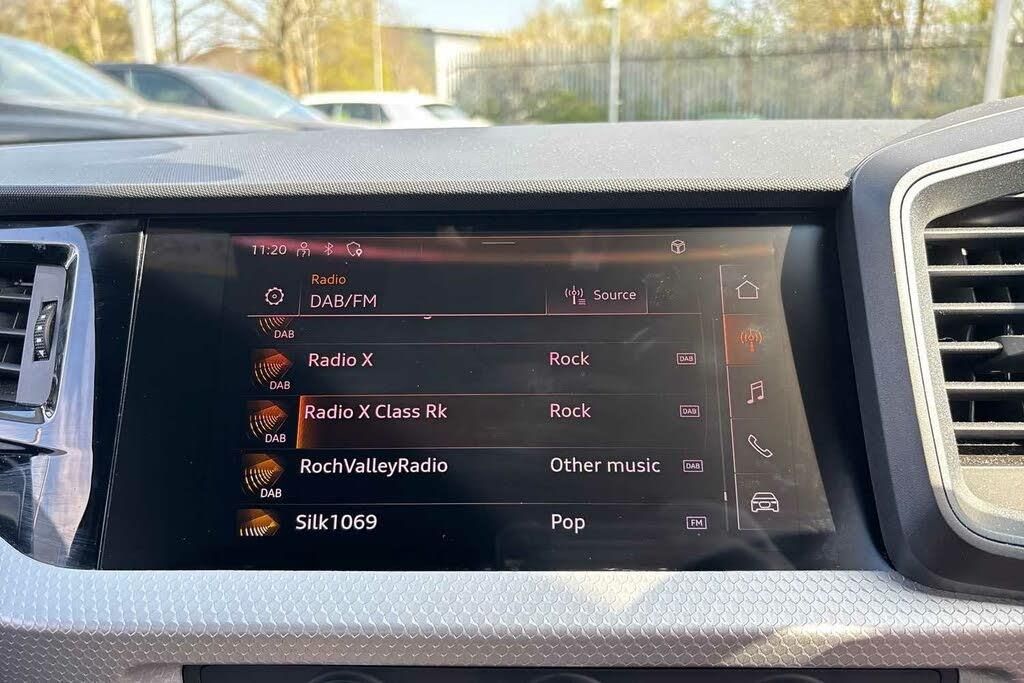 11:20
Radio
DAB/FM
Source
DAB
Radio X Rock DAB
DAB
Radio X Class Rk Rock DAB
DAB
RochValleyRadio Other music DAB
DAB
Silk1069 Pop FM